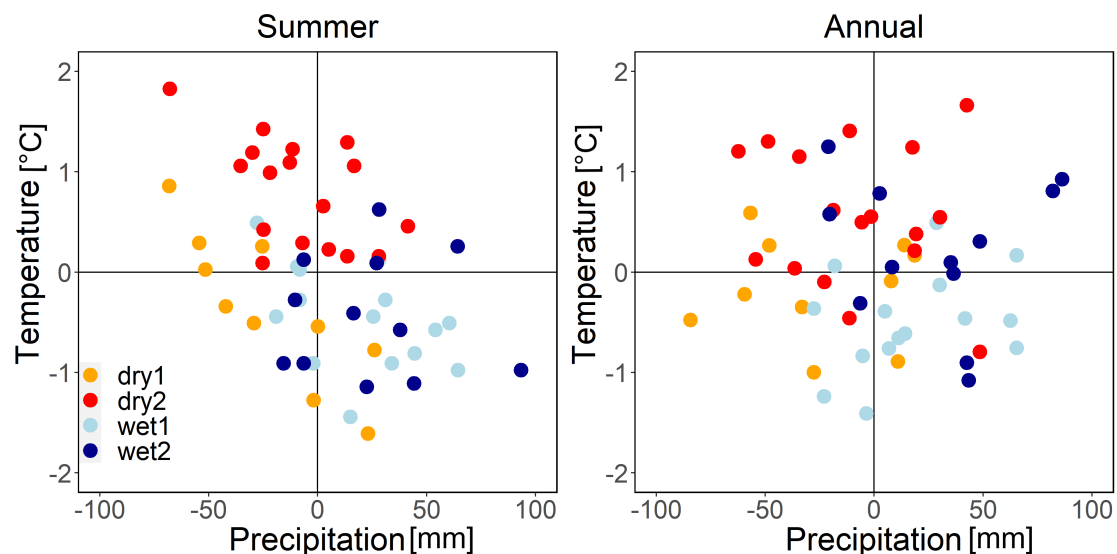 Summer
Annual
Temperature [°C]
2
1
0
-1
-2
dry1
dry2
wet1
wet2
-100
-50
0
50
100
Precipitation [mm]
Temperature [°C]
2
1
0
-1
-2
-100
-50
0
50
100
Precipitation [mm]